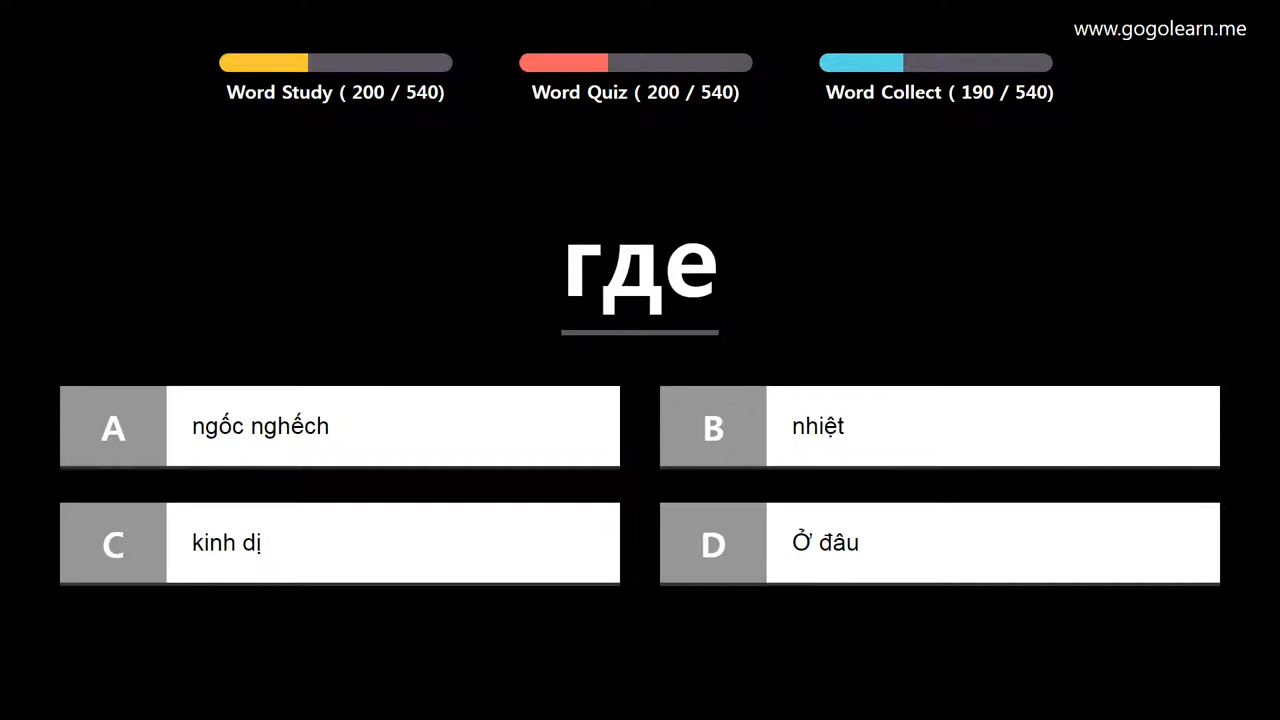 www.gogolearn.me
Word Study ( 200 / 540)
Word Quiz ( 200 / 540)
Word Collect ( 190 / 540)
где
A ngốc nghếch
B nhiệt
C kinh dị
D Ở đâu